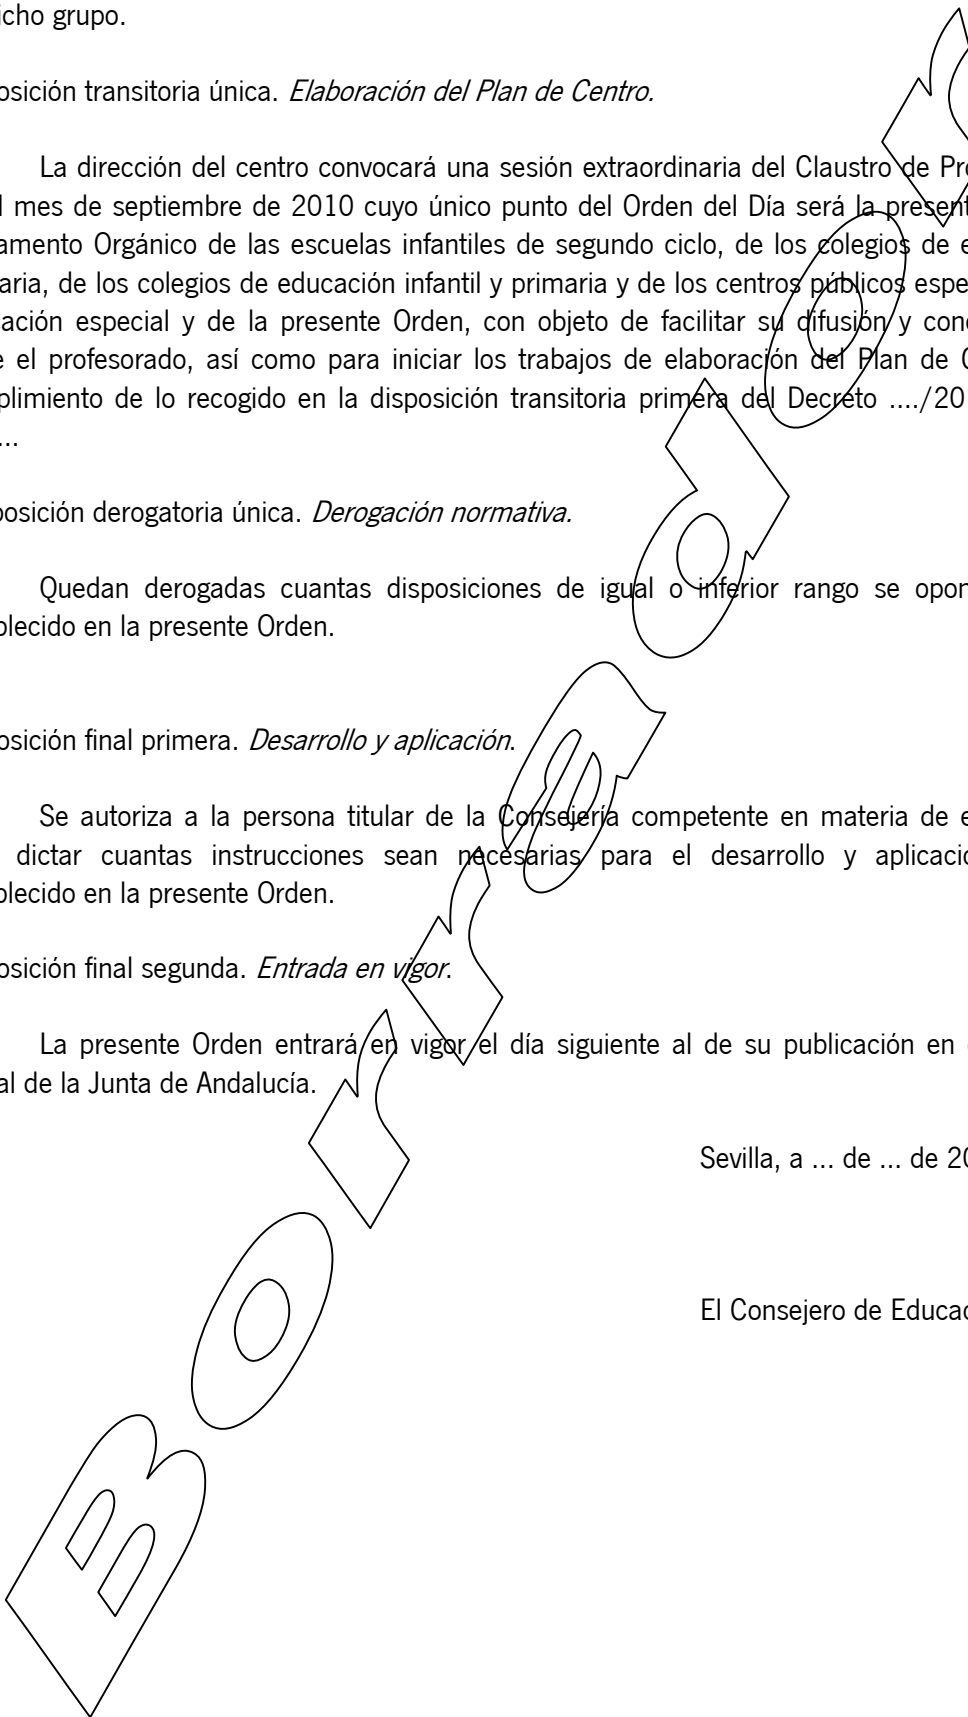 icho grupo.
osición transitoria única. Elaboración del Plan de Centro.
La dirección del centro convocará una sesión extraordinaria del Claustro de Pro
l mes de septiembre de 2010 cuyo único punto del Orden del Día será la present
amento Orgánico de las escuelas infantiles de segundo ciclo, de los colegios de e
aria, de los colegios de educación infantil y primaria y de los centros públicos espe
ación especial y de la presente Orden, con objeto de facilitar su difusión y cono
e el profesorado, así como para iniciar los trabajos de elaboración del Plan de C
plimiento de lo recogido en la disposición transitoria primera del Decreto ..../20
...
posición derogatoria única. Derogación normativa.
Quedan derogadas cuantas disposiciones de igual o inferior rango se opon
blecido en la presente Orden.
osición final primera. Desarrollo y aplicación.
Se autoriza a la persona titular de la Consejería competente en materia de e
dictar cuantas instrucciones sean necesarias para el desarrollo y aplicació
blecido en la presente Orden.
osición final segunda. Entrada en vigor.
La presente Orden entrará en vigor el día siguiente al de su publicación en e
al de la Junta de Andalucía.
Sevilla, a ... de ... de 20
El Consejero de Educac
Borrador